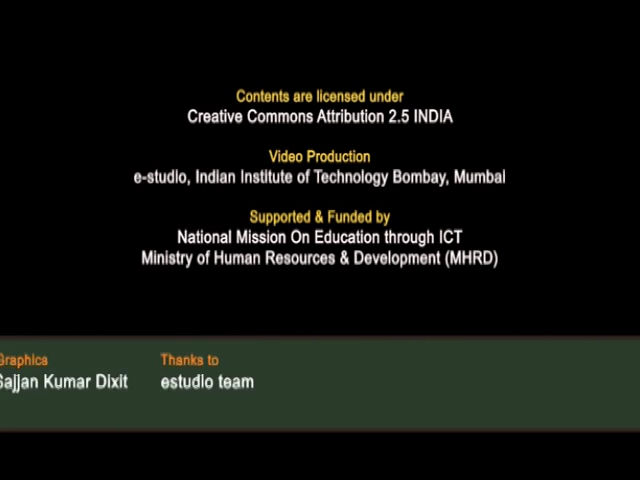 Contents are licensed under
Creative Commons Attribution 2.5 INDIA
Video Production
e-studio, Indian Institute of Technology Bombay, Mumbai
Supported & Funded by
National Mission On Education through ICT
Ministry of Human Resources & Development (MHRD)
Graphics
Sajjan Kumar Dixit
Thanks to
estudio team